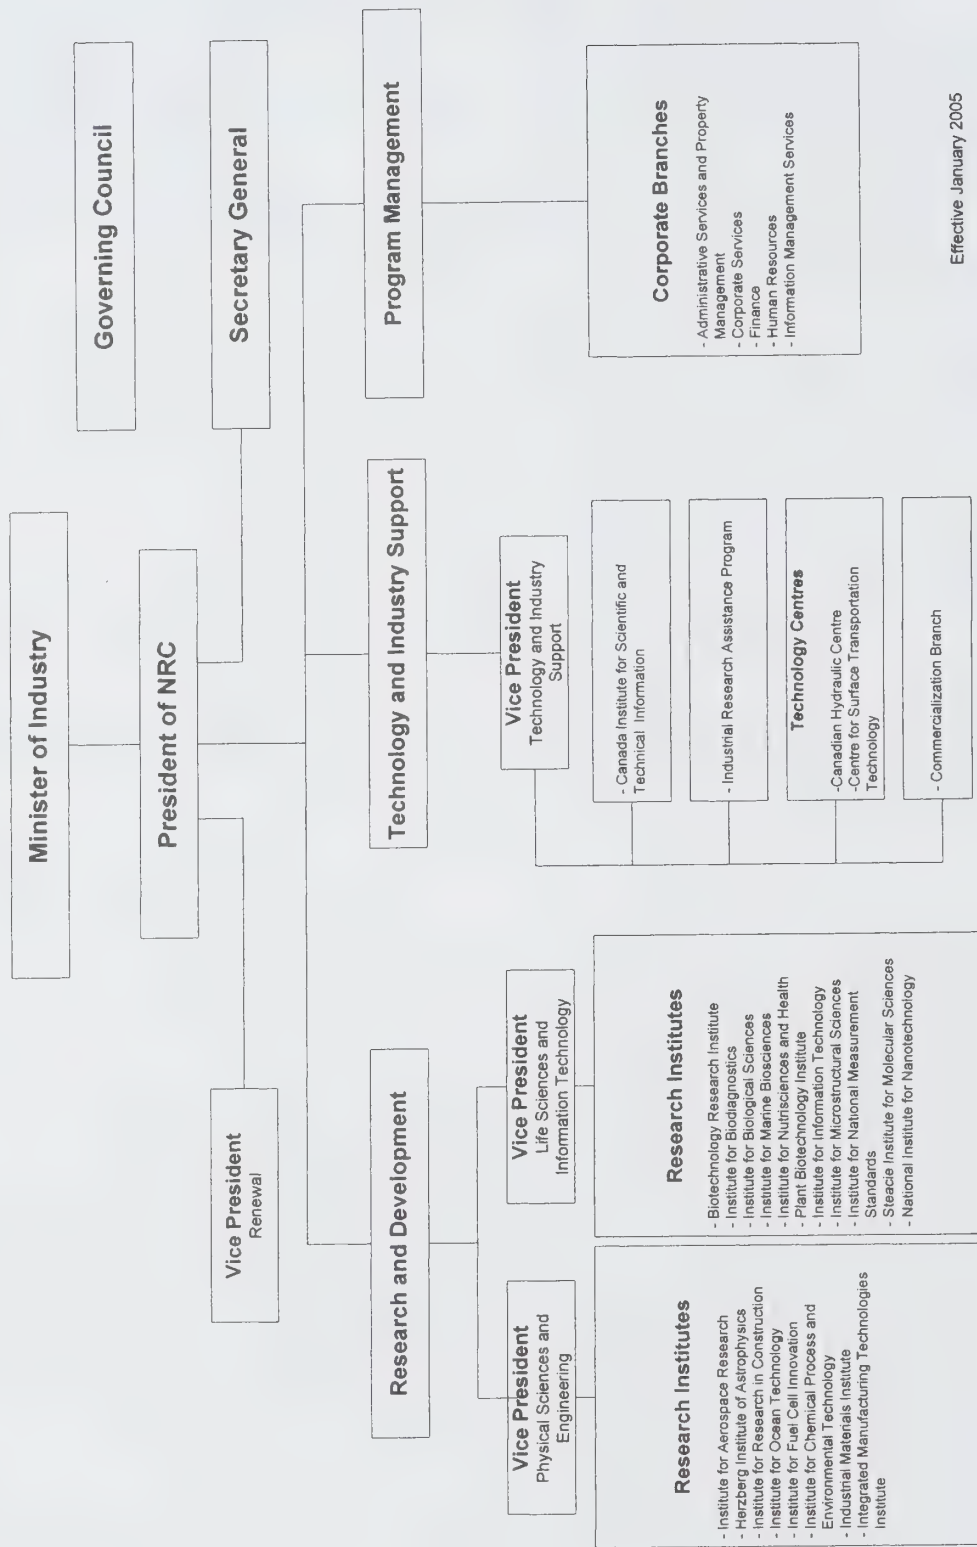 Minister of Industry
Governing Council
President of NRC
Vice President
Renewal
Secretary General
Research and Development
Technology and Industry Support
Program Management
Vice President
Physical Sciences and
Engineering
Vice President
Life Sciences and
Information Technology
Vice President
Technology and Industry
Support
Research Institutes
- Institute for Aerospace Research
- Herzberg Institute of Astrophysics
- Institute for Research in Construction
- Institute for Ocean Technology
- Institute for Fuel Cell Innovation
- Institute for Chemical Process and
Environmental Technology
- Industrial Materials Institute
- Integrated Manufacturing Technologies
Institute
Research Institutes
- Biotechnology Research Institute
- Institute for Biodiagnostics
- Institute for Biological Sciences
- Institute for Marine Biosciences
- Institute for Nutrisciences and Health
- Plant Biotechnology Institute
- Institute for Information Technology
- Institute for Microstructural Sciences
- Institute for National Measurement
Standards
- Steacie Institute for Molecular Sciences
- National Institute for Nanotechnology
- Canada Institute for Scientific and
Technical Information
- Industrial Research Assistance Program
Technology Centres
-Canadian Hydraulic Centre
-Centre for Surface Transportation
Technology
- Commercialization Branch
Corporate Branches
- Administrative Services and Property
Management
- Corporate Services
- Finance
- Human Resources
- Information Management Services
Effective January 2005